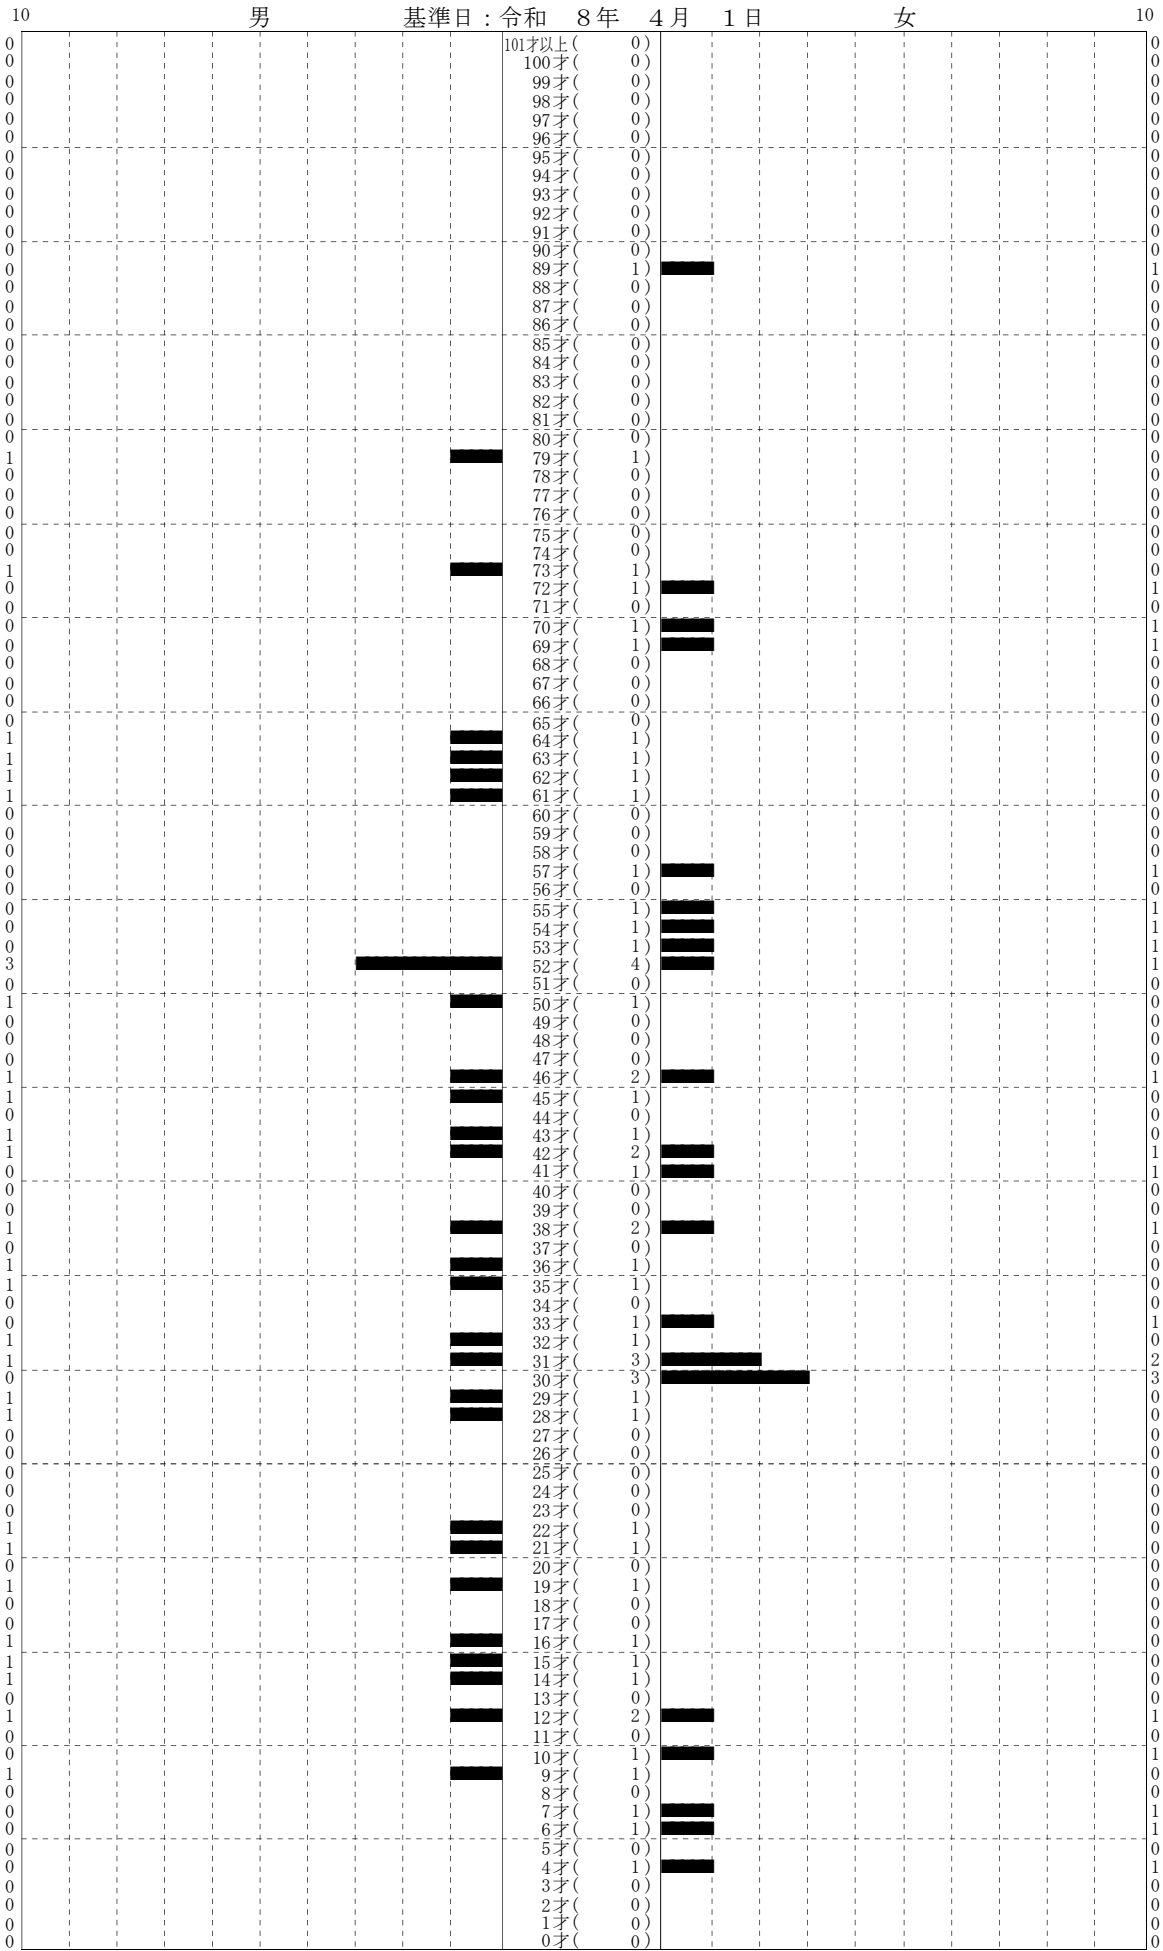 10 男 基準日：令和 8年 4月 1日 女 10
0 101才以上( 0) 0
0 100才( 0) 0
0 99才( 0) 0
0 98才( 0) 0
0 97才( 0) 0
0 96才( 0) 0
0 95才( 0) 0
0 94才( 0) 0
0 93才( 0) 0
0 92才( 0) 0
0 91才( 0) 0
0 90才( 0) 0
0 89才( 1) 1
0 88才( 0) 0
0 87才( 0) 0
0 86才( 0) 0
0 85才( 0) 0
0 84才( 0) 0
0 83才( 0) 0
0 82才( 0) 0
0 81才( 0) 0
0 80才( 0) 0
1 79才( 1) 0
0 78才( 0) 0
0 77才( 0) 0
0 76才( 0) 0
0 75才( 0) 0
0 74才( 0) 0
1 73才( 1) 0
0 72才( 1) 1
0 71才( 0) 0
0 70才( 1) 1
0 69才( 1) 1
0 68才( 0) 0
0 67才( 0) 0
0 66才( 0) 0
0 65才( 0) 0
1 64才( 1) 0
1 63才( 1) 0
1 62才( 1) 0
1 61才( 1) 0
0 60才( 0) 0
0 59才( 0) 0
0 58才( 0) 0
0 57才( 1) 1
0 56才( 0) 0
0 55才( 1) 1
0 54才( 1) 1
0 53才( 1) 1
3 52才( 4) 1
0 51才( 0) 0
1 50才( 1) 0
0 49才( 0) 0
0 48才( 0) 0
0 47才( 0) 0
1 46才( 2) 1
1 45才( 1) 0
0 44才( 0) 0
1 43才( 1) 0
1 42才( 2) 1
0 41才( 1) 1
0 40才( 0) 0
0 39才( 0) 0
1 38才( 2) 1
0 37才( 0) 0
1 36才( 1) 0
1 35才( 1) 0
0 34才( 0) 0
0 33才( 1) 1
1 32才( 1) 0
1 31才( 3) 2
0 30才( 3) 3
1 29才( 1) 0
1 28才( 1) 0
0 27才( 0) 0
0 26才( 0) 0
0 25才( 0) 0
0 24才( 0) 0
0 23才( 0) 0
1 22才( 1) 0
1 21才( 1) 0
0 20才( 0) 0
1 19才( 1) 0
0 18才( 0) 0
0 17才( 0) 0
1 16才( 1) 0
1 15才( 1) 0
1 14才( 1) 0
0 13才( 0) 0
1 12才( 2) 1
0 11才( 0) 0
0 10才( 1) 1
1 9才( 1) 0
0 8才( 0) 0
0 7才( 1) 1
0 6才( 1) 1
0 5才( 0) 0
0 4才( 1) 1
0 3才( 0) 0
0 2才( 0) 0
0 1才( 0) 0
0 0才( 0) 0